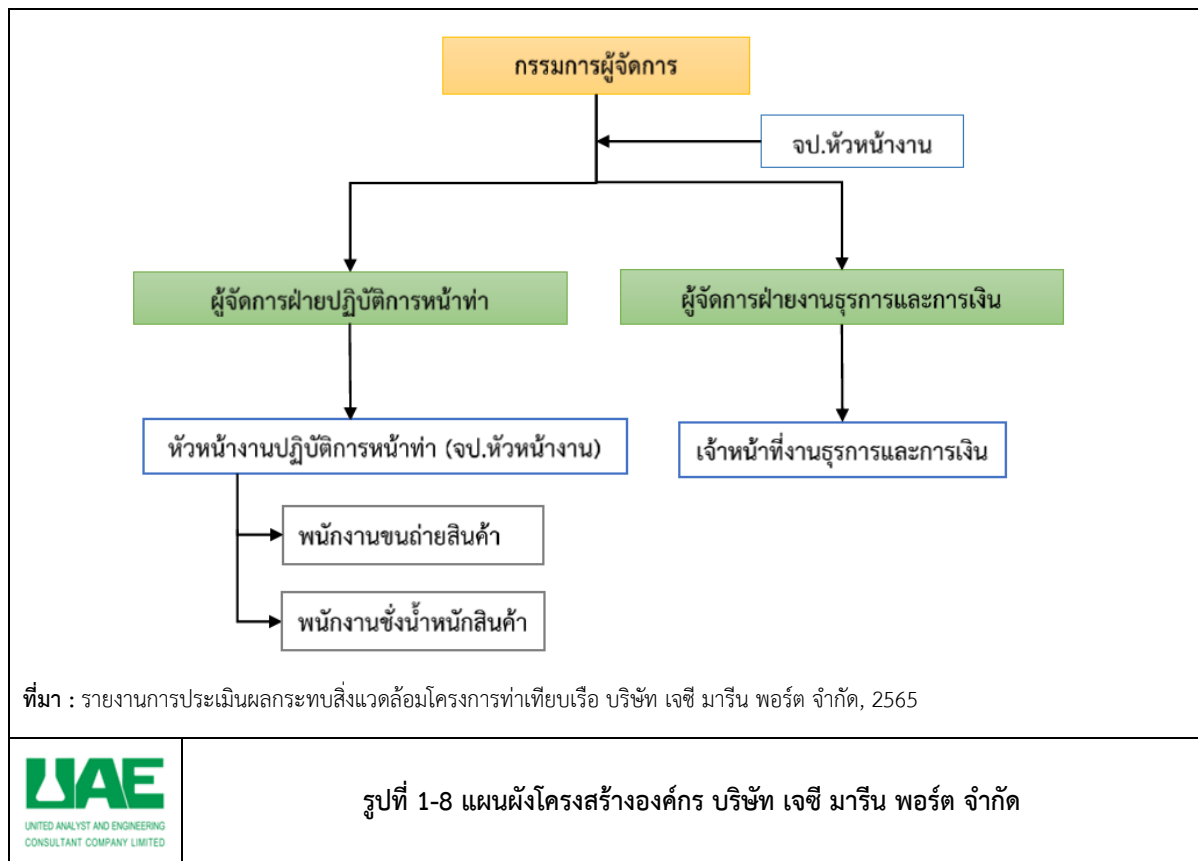 กรรมการผู้จัดการ
จป.หัวหน้างาน
ผู้จัดการฝ่ายปฏิบัติการหน้าท่า
ผู้จัดการฝ่ายงานธุรการและการเงิน
หัวหน้างานปฏิบัติการหน้าท่า (จป.หัวหน้างาน)
เจ้าหน้าที่งานธุรการและการเงิน
พนักงานขนถ่ายสินค้า
พนักงานชั่งน้ำหนักสินค้า
ที่มา : รายงานการประเมินผลกระทบสิ่งแวดล้อมโครงการท่าเทียบเรือ บริษัท เจซี มารีน พอร์ต จำกัด, 2565
UAE
UNITED ANALYST AND ENGINEERING
CONSULTANT COMPANY LIMITED
รูปที่ 1-8 แผนผังโครงสร้างองค์กร บริษัท เจซี มารีน พอร์ต จำกัด